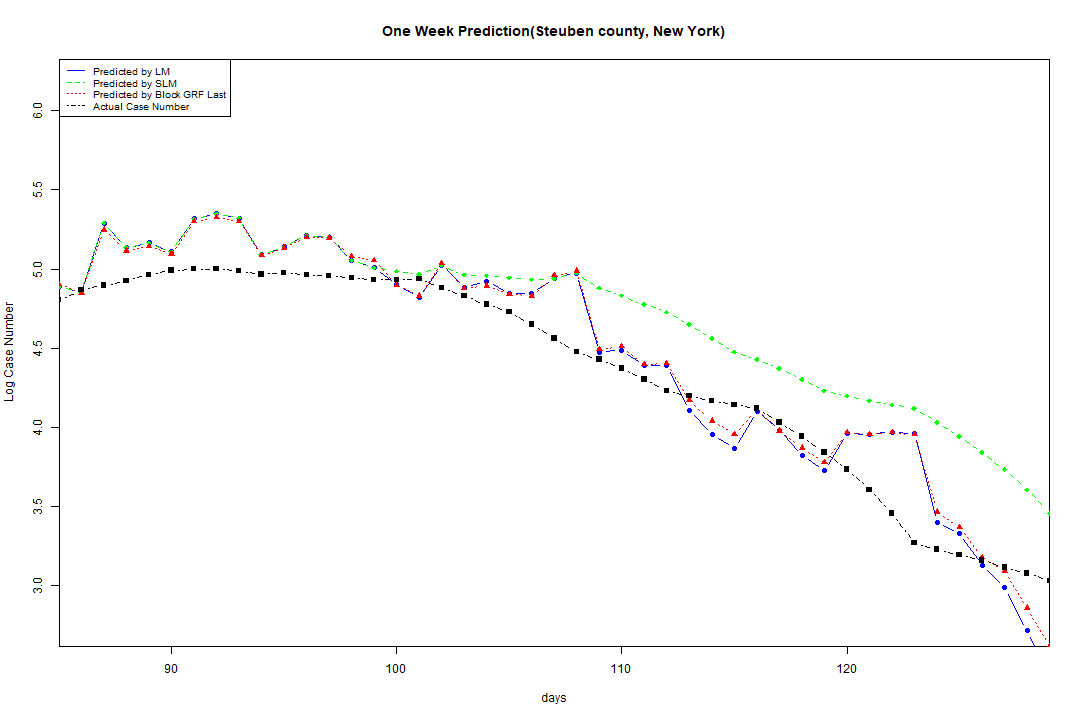 One Week Prediction(Steuben county, New York)
Predicted by LM
Predicted by SLM
Predicted by Block GRF Last
Actual Case Number
6.0
5.5
5.0
4.5
4.0
3.5
3.0
Log Case Number
90 100 110 120
days